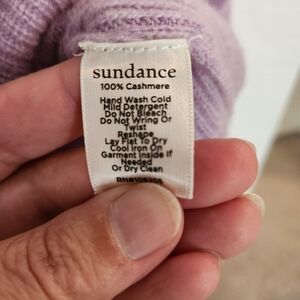 sundance
100% Cashmere
Hand Wash Cold
Mild Detergent
Do Not Bleach
Do Not Wring Or
Twist
Reshape
Lay Flat To Dry
Cool Iron On
Garment inside If
Needed
Or Dry Clean